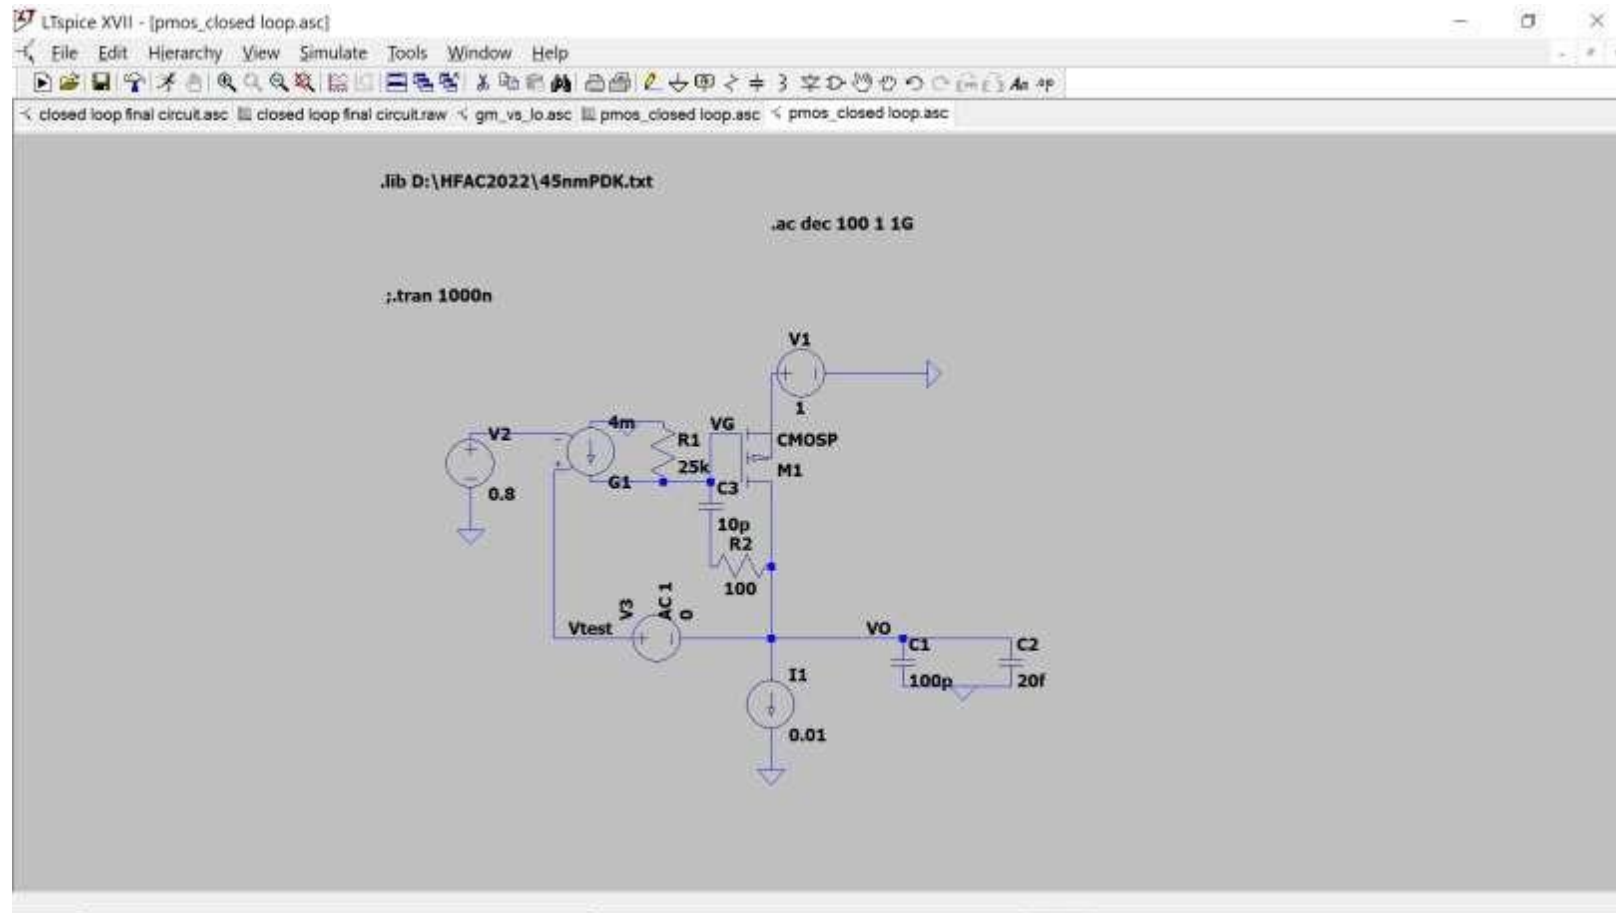 LTspice XVII - [pmos_closed loop.asc]
File Edit Hierarchy View Simulate Tools Window Help
closed loop final circuit.asc closed loop final circuit.raw gm_vs_Io.asc pmos_closed loop.asc pmos_closed loop.asc
.lib D:\HFAC2022\45nmPDK.txt
.ac dec 100 1 1G
;.tran 1000n
V1
1
4m
VG
V2
R1
CMOSP
25k
M1
G1
C3
0.8
10p
R2
100
V3
AC 1
0
Vtest
VO
C1
C2
I1
100p
20f
0.01